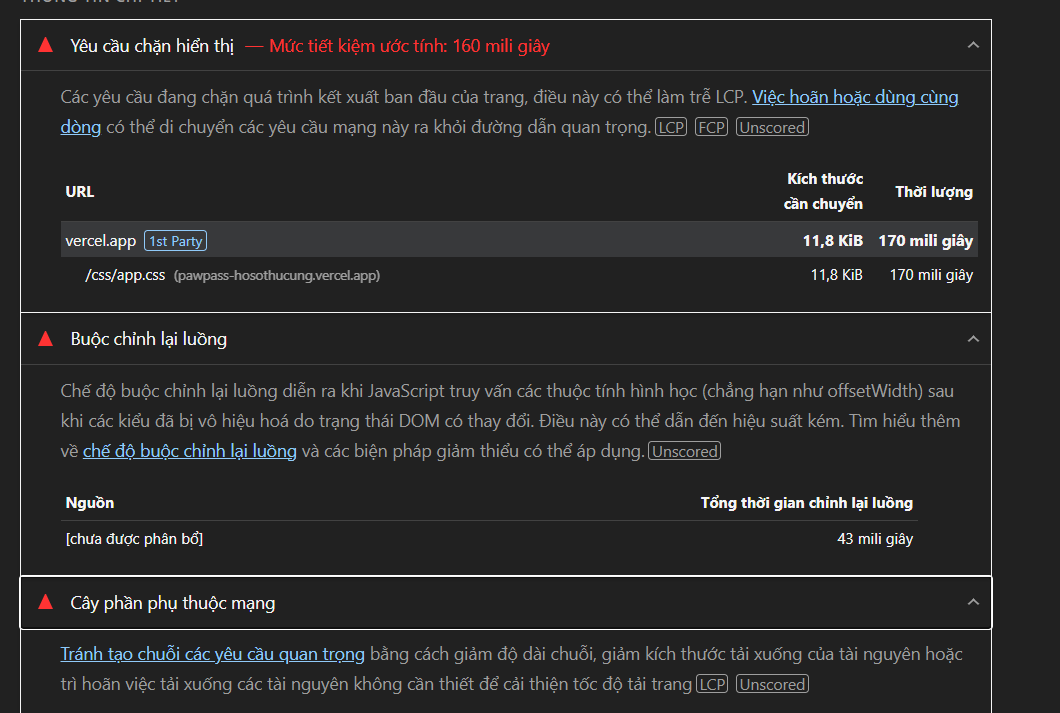 THÔNG TIN CHI TIẾT
Yêu cầu chặn hiển thị — Mức tiết kiệm ước tính: 160 mili giây
Các yêu cầu đang chặn quá trình kết xuất ban đầu của trang, điều này có thể làm trễ LCP. Việc hoãn hoặc dùng cùng
dòng có thể di chuyển các yêu cầu mạng này ra khỏi đường dẫn quan trọng. LCP FCP Unscored
URL Kích thước cần chuyển Thời lượng
vercel.app 1st Party 11,8 KiB 170 mili giây
/css/app.css (pawpass-hosothucung.vercel.app) 11,8 KiB 170 mili giây
Buộc chỉnh lại luồng
Chế độ buộc chỉnh lại luồng diễn ra khi JavaScript truy vấn các thuộc tính hình học (chẳng hạn như offsetWidth) sau
khi các kiểu đã bị vô hiệu hoá do trạng thái DOM có thay đổi. Điều này có thể dẫn đến hiệu suất kém. Tìm hiểu thêm
về chế độ buộc chỉnh lại luồng và các biện pháp giảm thiểu có thể áp dụng. Unscored
Nguồn Tổng thời gian chỉnh lại luồng
[chưa được phân bổ] 43 mili giây
Cây phần phụ thuộc mạng
Tránh tạo chuỗi các yêu cầu quan trọng bằng cách giảm độ dài chuỗi, giảm kích thước tải xuống của tài nguyên hoặc
trì hoãn việc tải xuống các tài nguyên không cần thiết để cải thiện tốc độ tải trang LCP Unscored